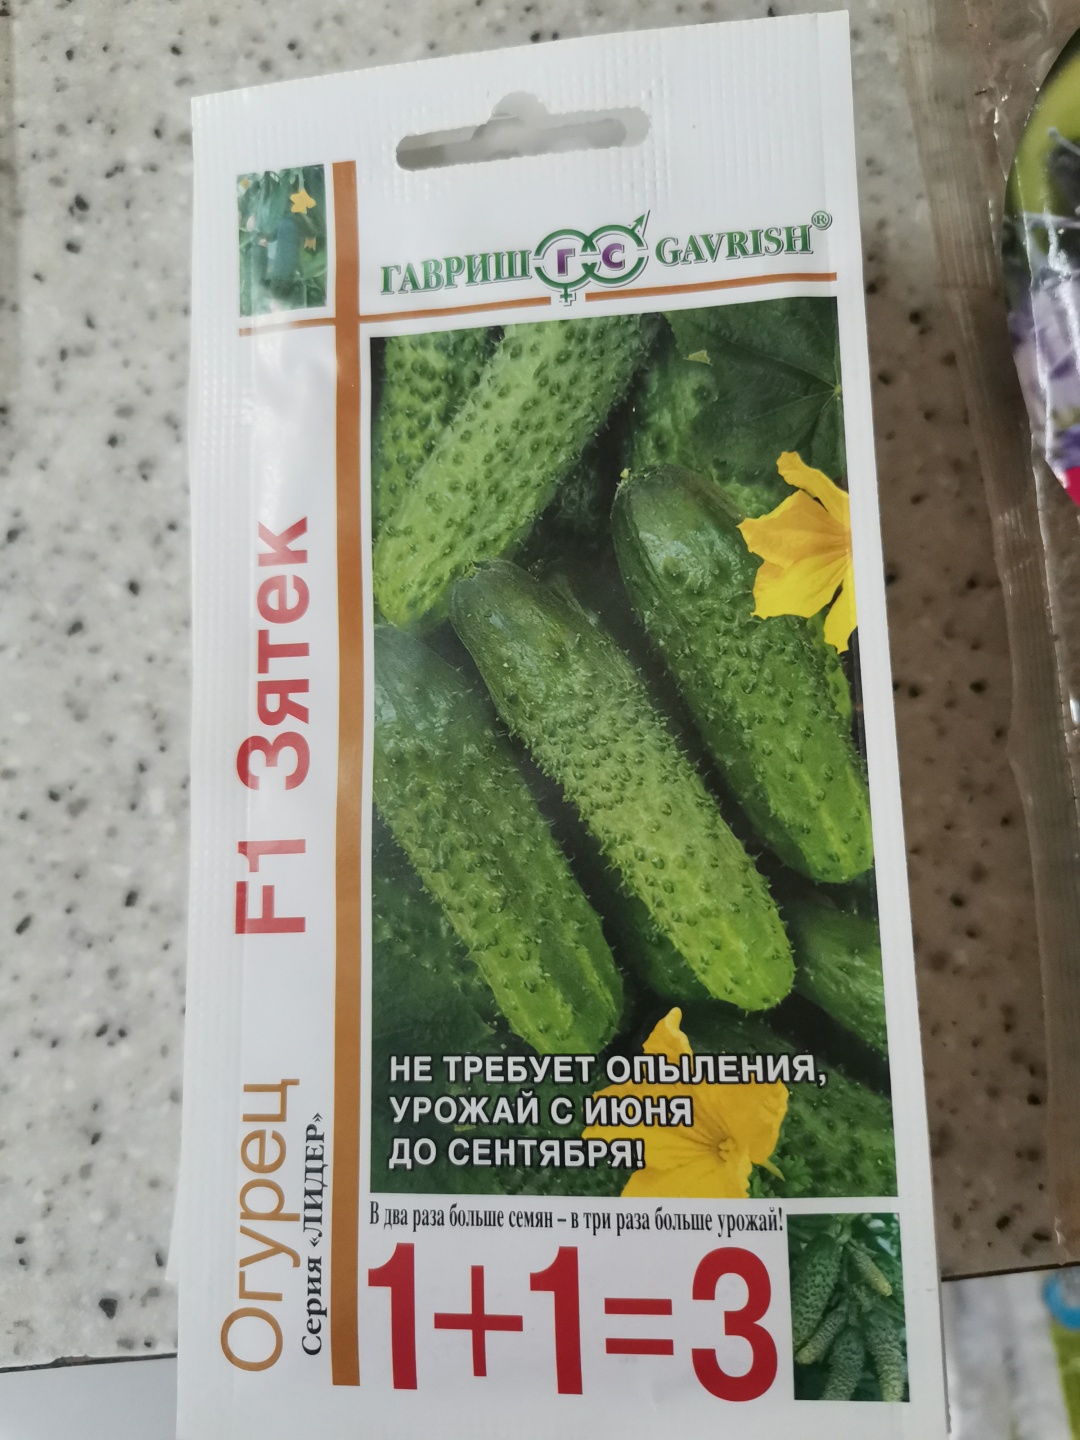 ГАВРИШ ГС GAVRISH®
Огурец F1 Зятек
Серия «ЛИДЕР»
НЕ ТРЕБУЕТ ОПЫЛЕНИЯ,
УРОЖАЙ С ИЮНЯ
ДО СЕНТЯБРЯ!
В два раза больше семян – в три раза больше урожай!
1+1=3